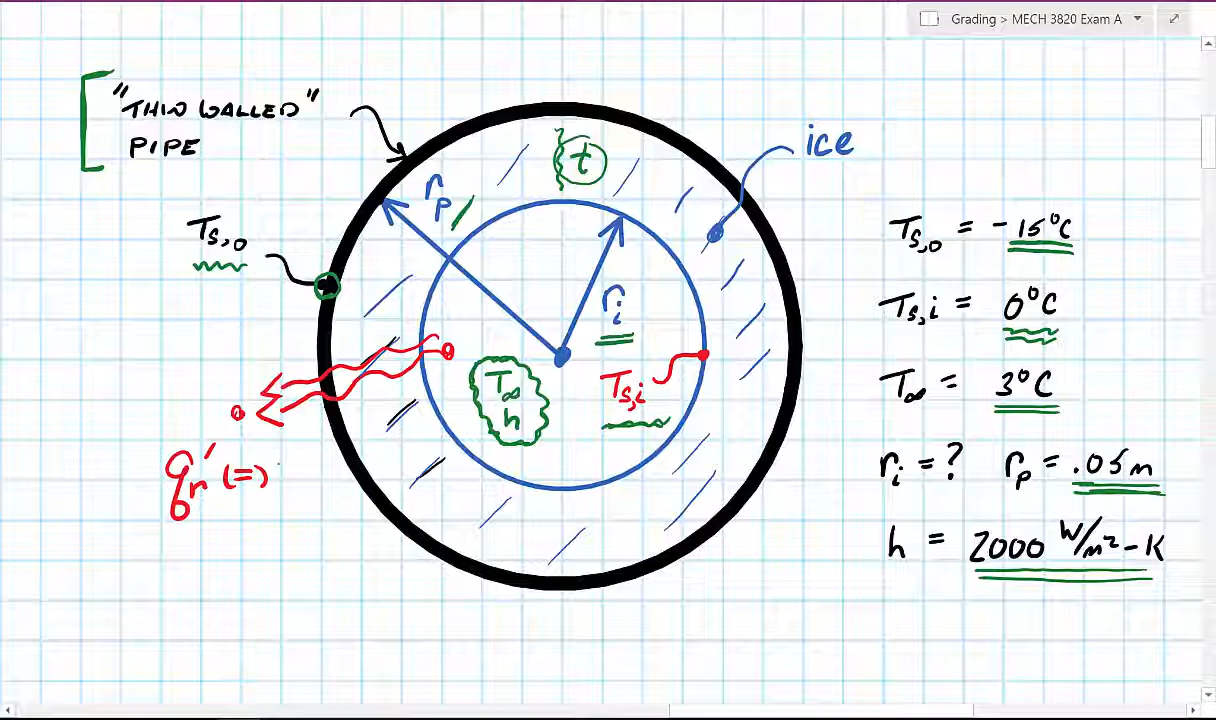 Grading > MECH 3820 Exam A
"THIN WALLED"
PIPE
t
ice
r_p
T_s,o
T_s,o = -15°C
r_i
T_s,i = 0°C
T_∞
h
T_s,i
T_∞ = 3°C
q'_r (=)
r_i = ? r_p = .05m
h = 2000 W/m²-K